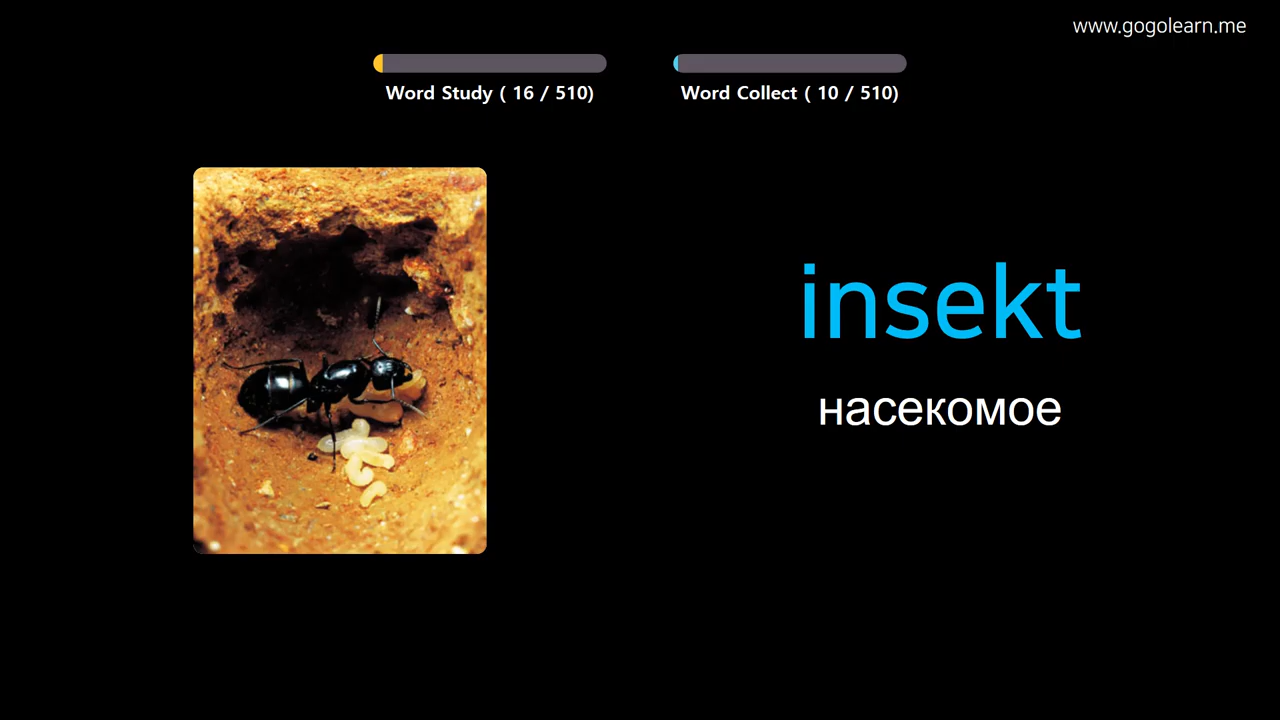 www.gogolearn.me
Word Study ( 16 / 510)
Word Collect ( 10 / 510)
insekt
насекомое